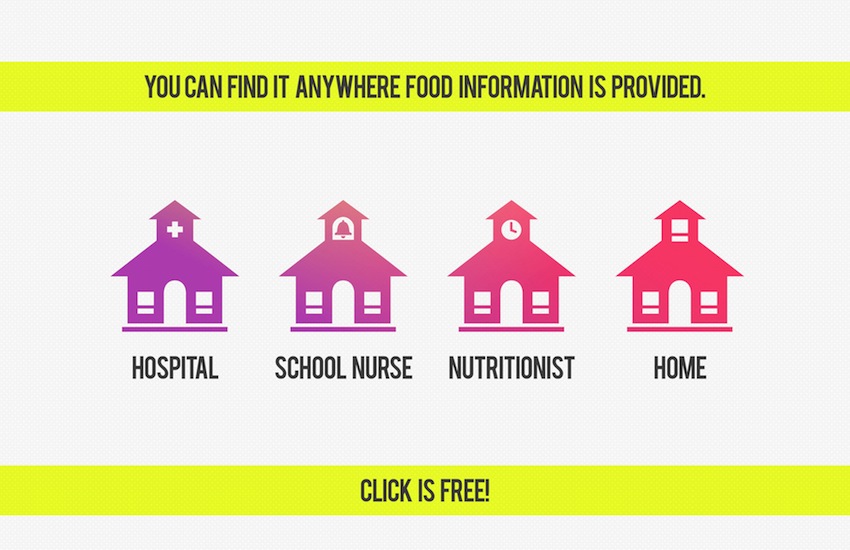 YOU CAN FIND IT ANYWHERE FOOD INFORMATION IS PROVIDED.
HOSPITAL
SCHOOL NURSE
NUTRITIONIST
HOME
CLICK IS FREE!